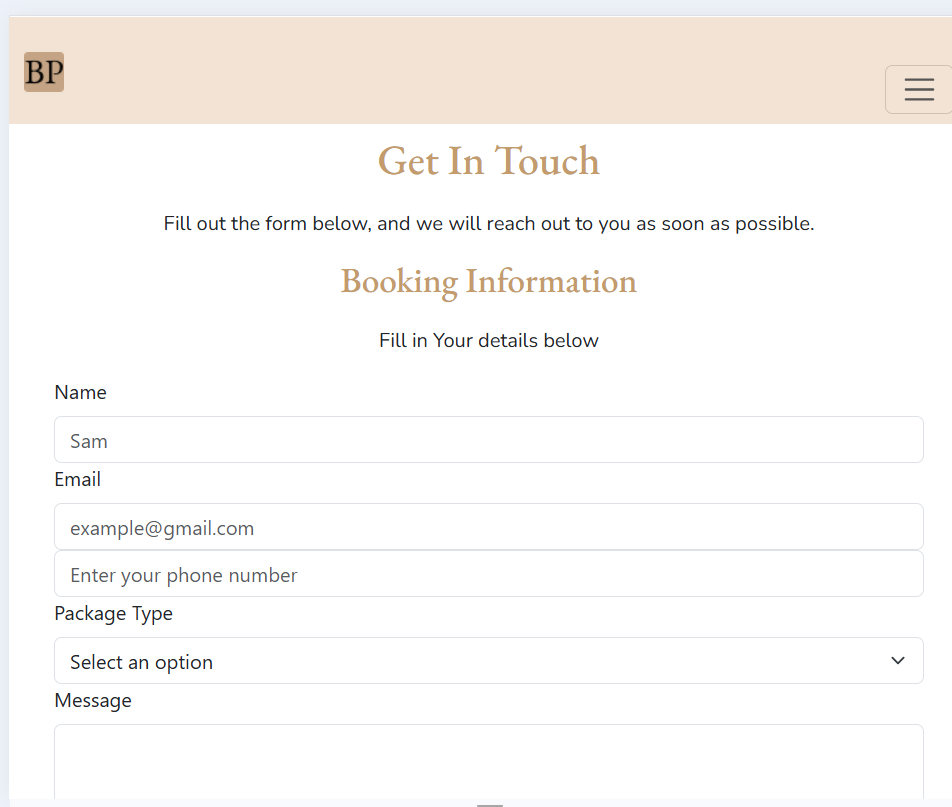 BP
Get In Touch
Fill out the form below, and we will reach out to you as soon as possible.
Booking Information
Fill in Your details below
Name
Sam
Email
example@gmail.com
Enter your phone number
Package Type
Select an option
Message